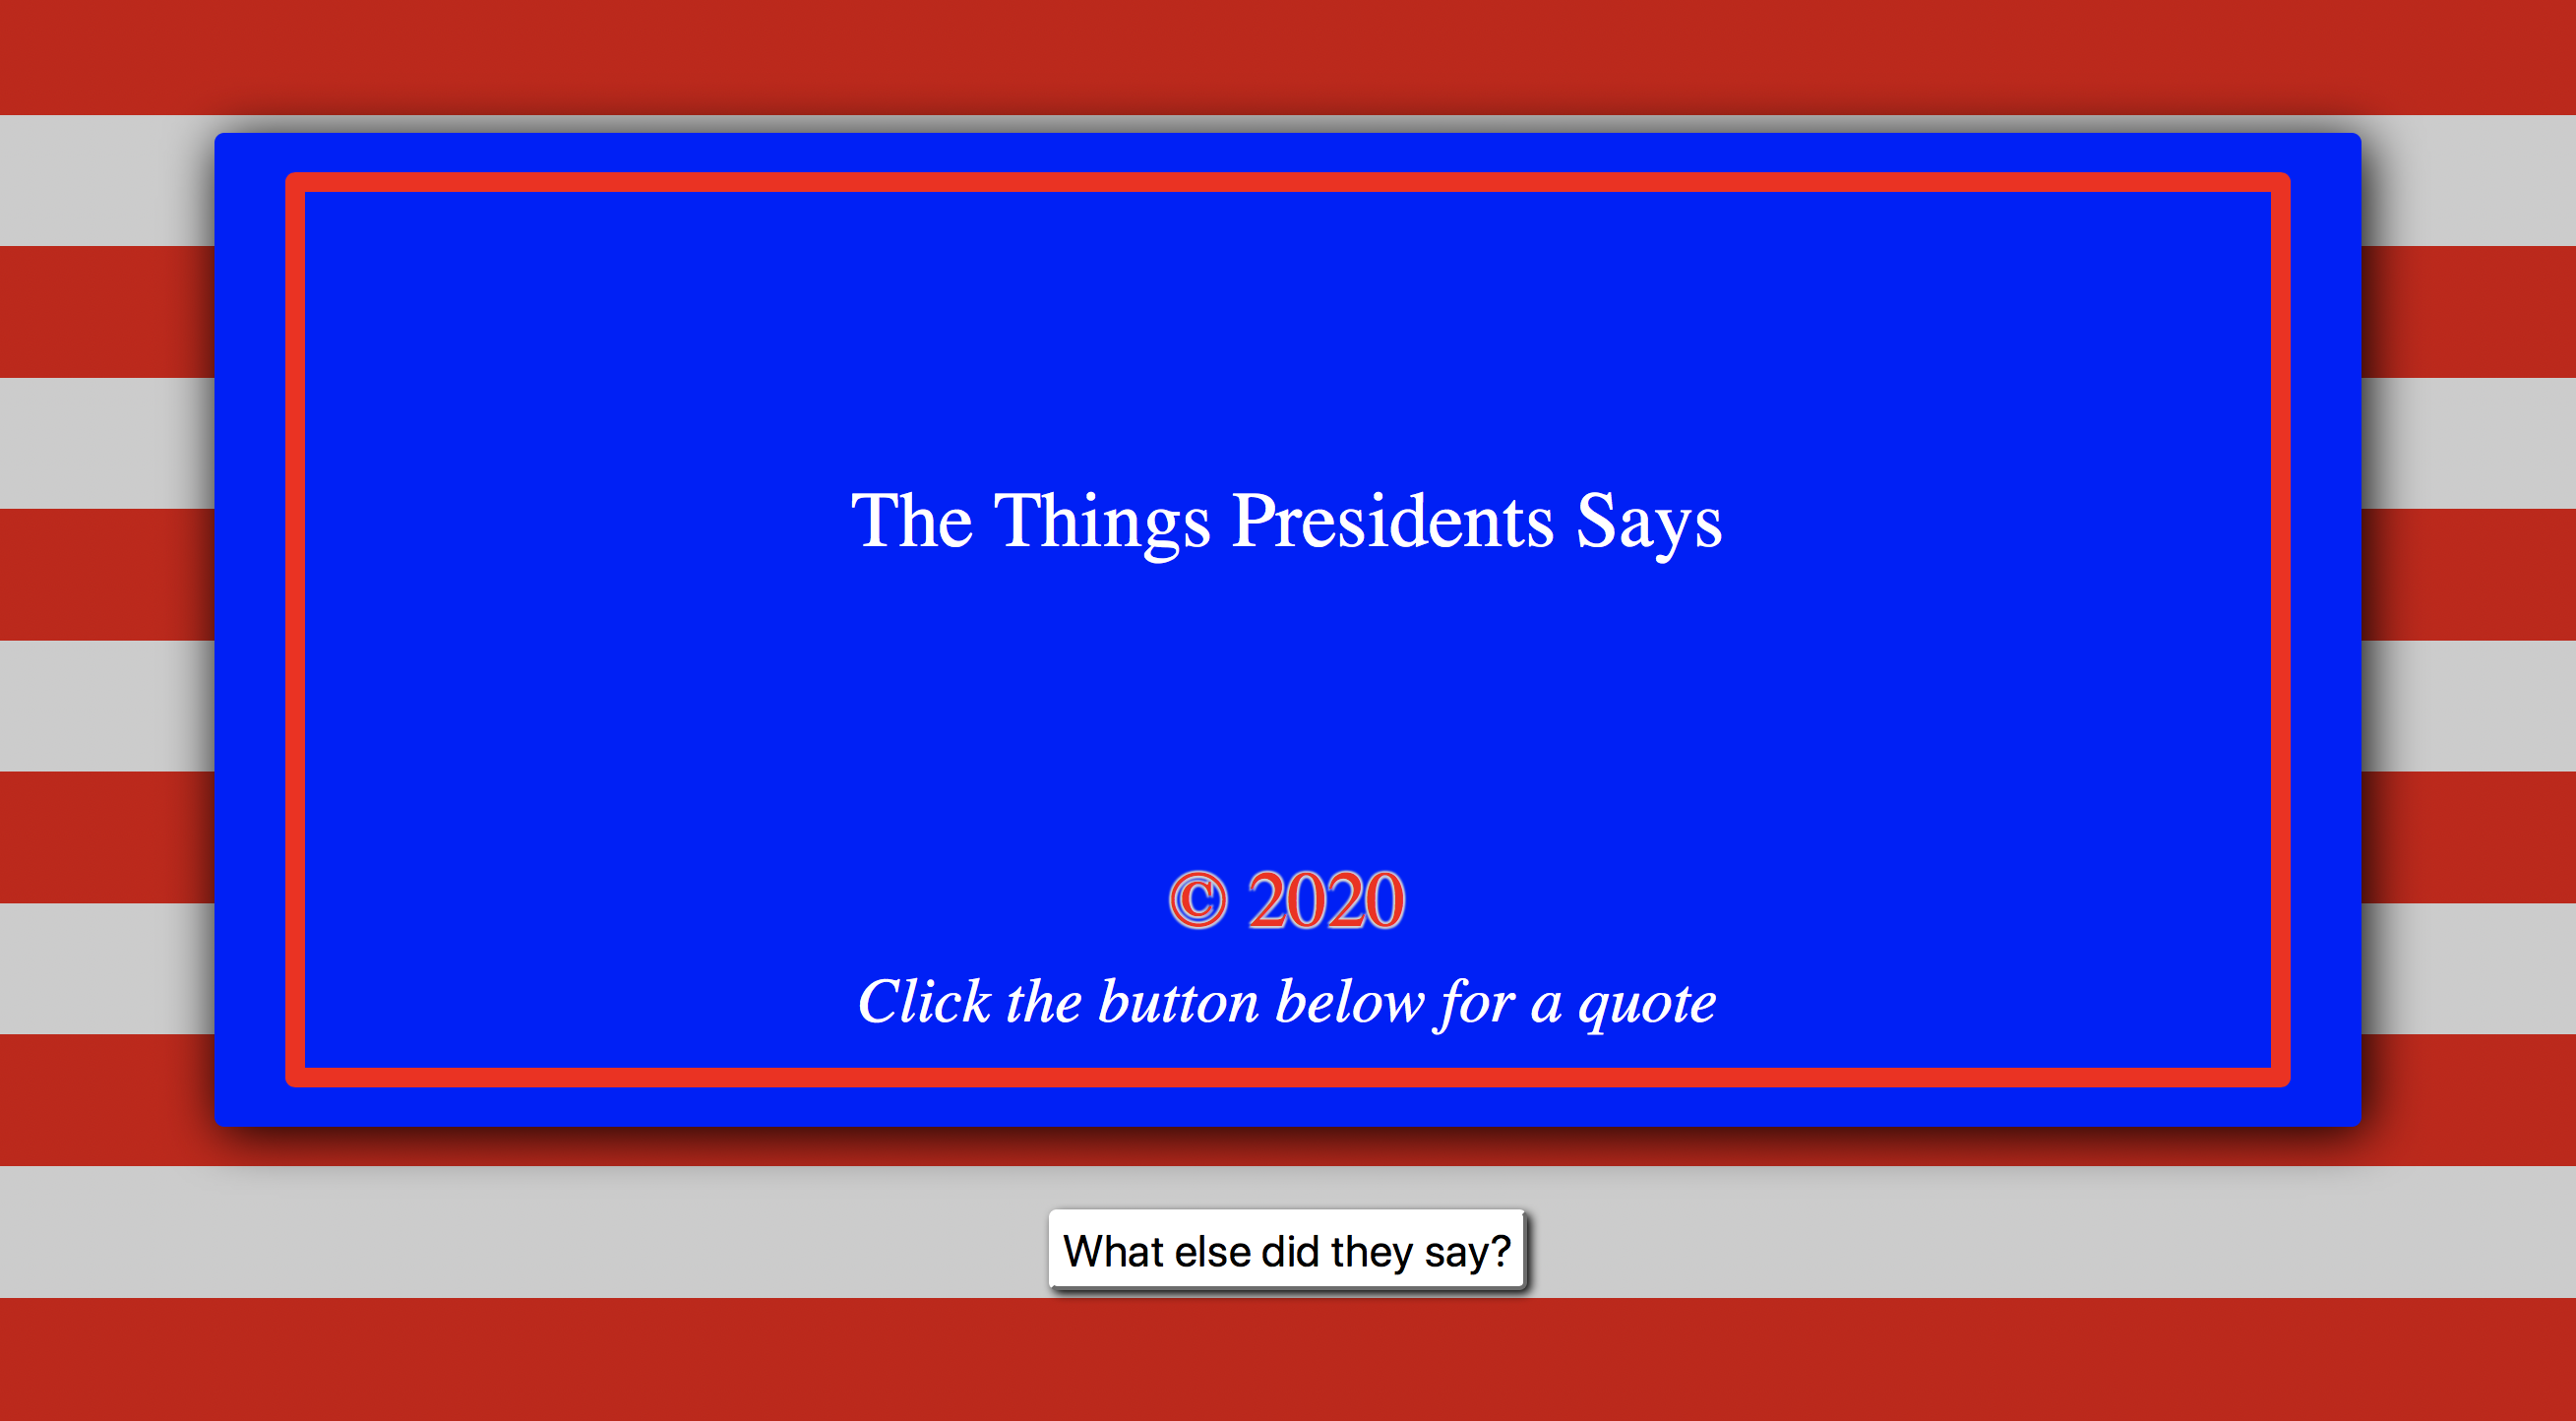 The Things Presidents Says
© 2020
Click the button below for a quote
What else did they say?